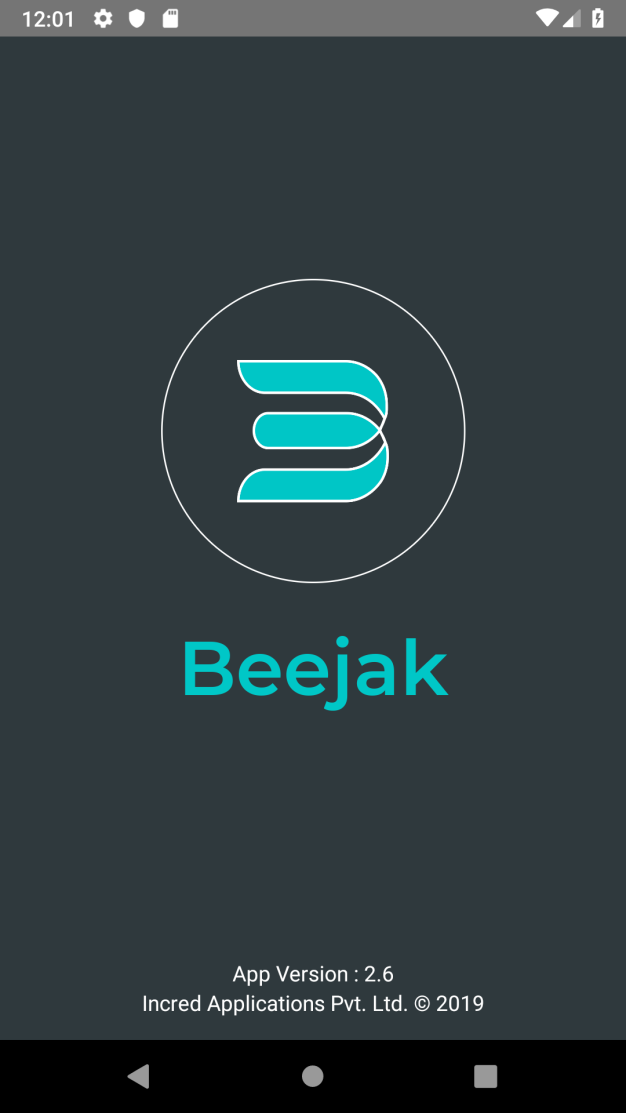 12:01
Beejak
App Version : 2.6
Incred Applications Pvt. Ltd. © 2019